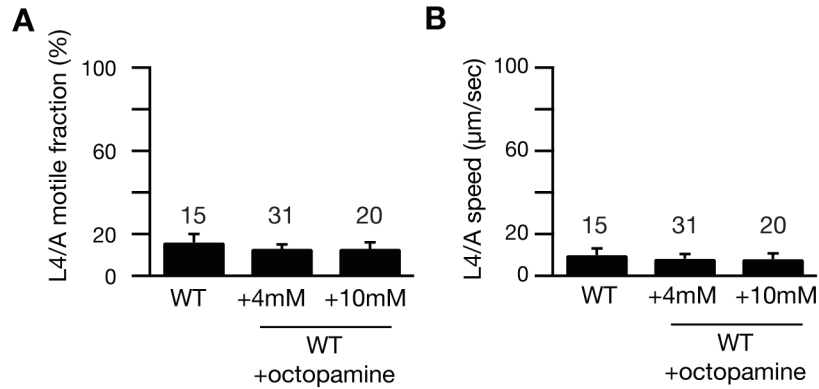 A
L4/A motile fraction (%)
100
60
20
0
15
31
20
WT
+4mM
+10mM
WT
+octopamine
B
L4/A speed (µm/sec)
100
60
20
0
15
31
20
WT
+4mM
+10mM
WT
+octopamine